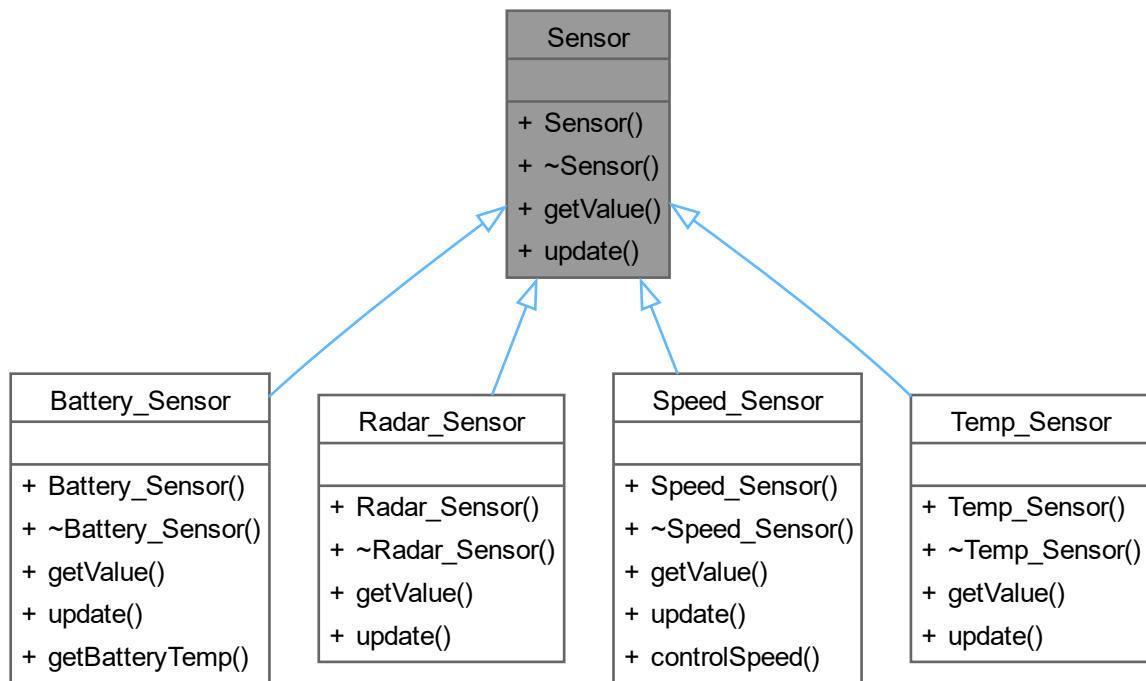 Sensor
+ Sensor()
+ ~Sensor()
+ getValue()
+ update()
Battery_Sensor
+ Battery_Sensor()
+ ~Battery_Sensor()
+ getValue()
+ update()
+ getBatteryTemp()
Radar_Sensor
+ Radar_Sensor()
+ ~Radar_Sensor()
+ getValue()
+ update()
Speed_Sensor
+ Speed_Sensor()
+ ~Speed_Sensor()
+ getValue()
+ update()
+ controlSpeed()
Temp_Sensor
+ Temp_Sensor()
+ ~Temp_Sensor()
+ getValue()
+ update()